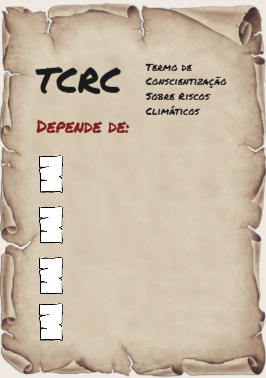 TCRC
Termo de
Conscientização
Sobre Riscos
Climáticos
Depende de: